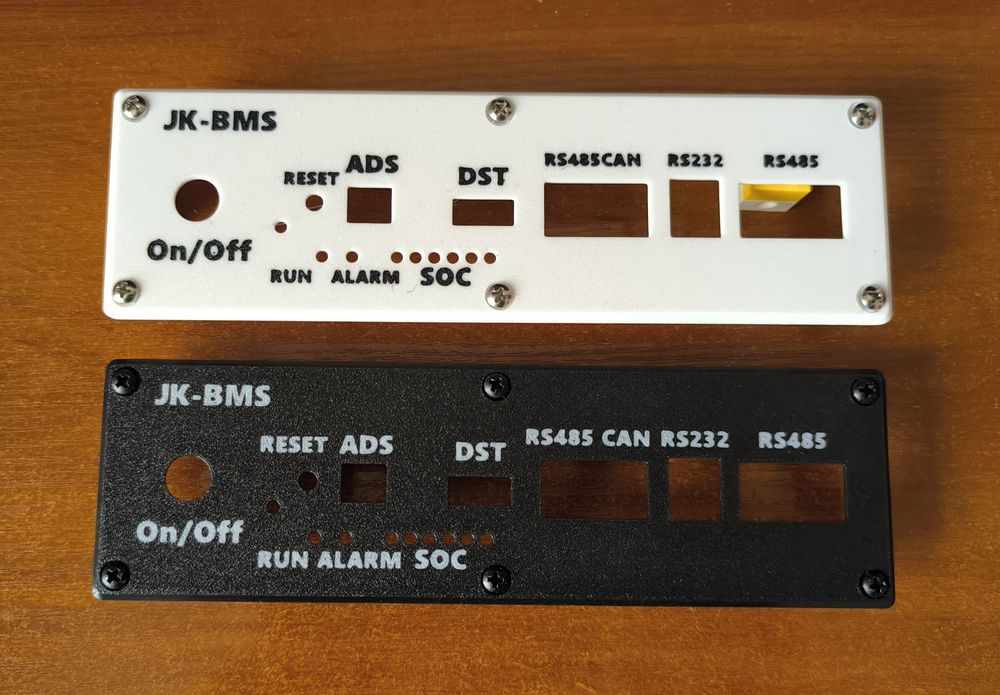 JK-BMS
RESET ADS DST RS485CAN RS232 RS485
On/Off
RUN ALARM SOC
JK-BMS
RESET ADS DST RS485 CAN RS232 RS485
On/Off
RUN ALARM SOC